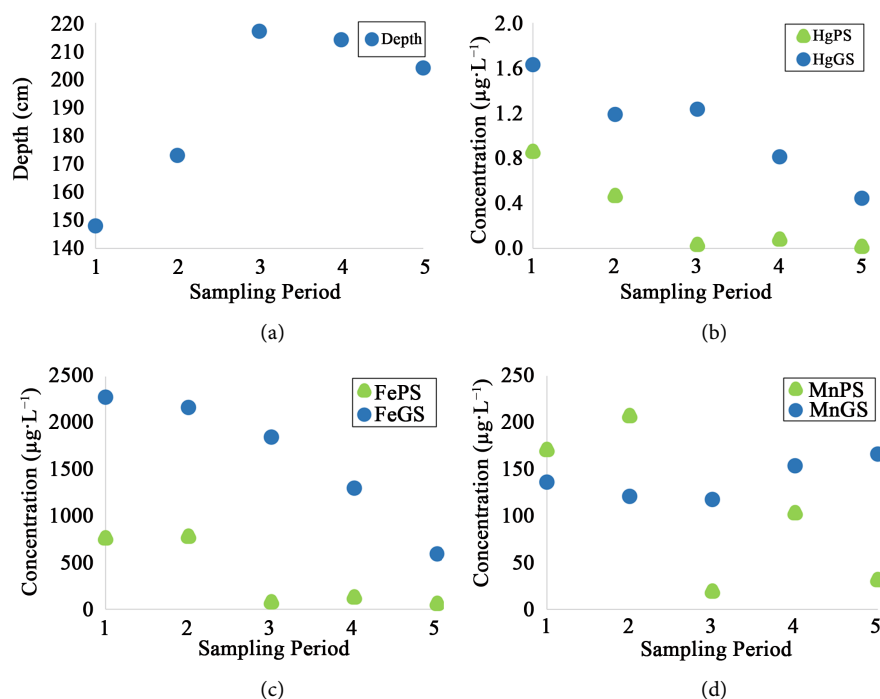 220
210
200
190
180
170
160
150
140
Depth (cm)
Depth
1 2 3 4 5
Sampling Period
(a)
2.0
1.6
1.2
0.8
0.4
0.0
Concentration (µg·L⁻¹)
HgPS
HgGS
1 2 3 4 5
Sampling Period
(b)
2500
2000
1500
1000
500
0
Concentration (µg·L⁻¹)
FePS
FeGS
1 2 3 4 5
Sampling Period
(c)
250
200
150
100
50
0
Concentration (µg·L⁻¹)
MnPS
MnGS
1 2 3 4 5
Sampling Period
(d)